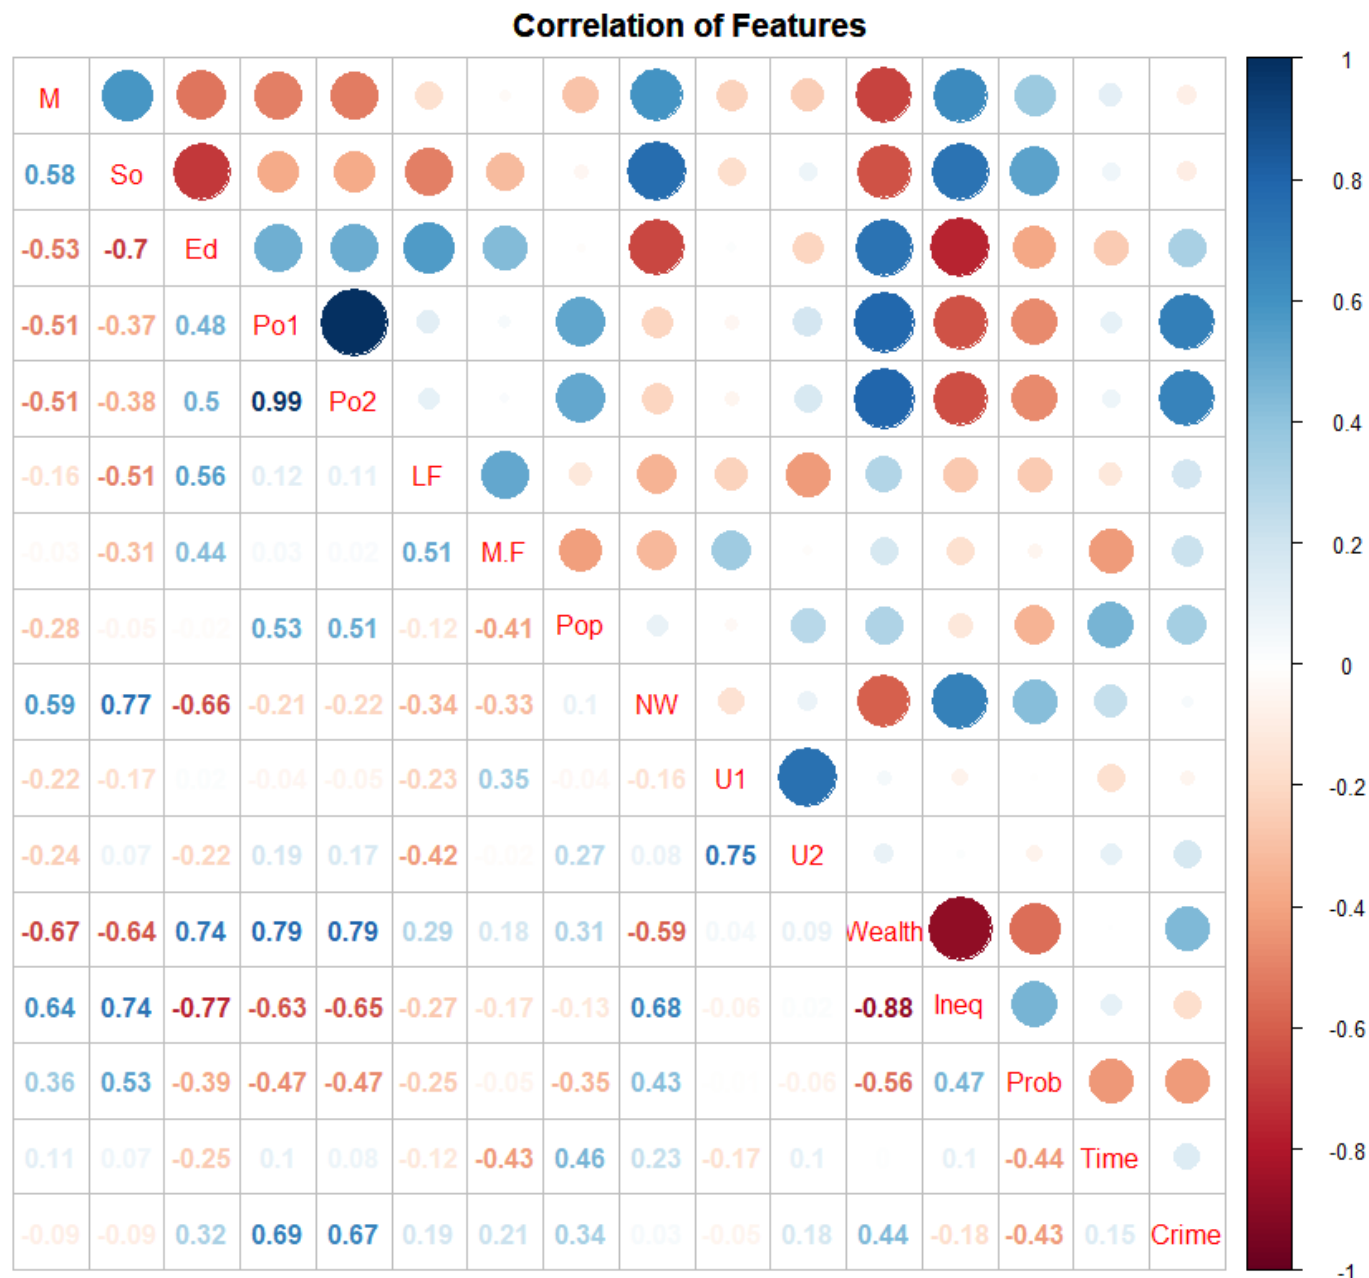 Correlation of Features
M
0.58 So
-0.53 -0.7 Ed
-0.51 -0.37 0.48 Po1
-0.51 -0.38 0.5 0.99 Po2
-0.16 -0.51 0.56 0.12 0.11 LF
-0.03 -0.31 0.44 0.03 0.02 0.51 M.F
-0.28 -0.05 -0.02 0.53 0.51 -0.12 -0.41 Pop
0.59 0.77 -0.66 -0.21 -0.22 -0.34 -0.33 0.1 NW
-0.22 -0.17 0.02 -0.04 -0.05 -0.23 0.35 -0.04 -0.16 U1
-0.24 0.07 -0.22 0.19 0.17 -0.42 -0.02 0.27 0.08 0.75 U2
-0.67 -0.64 0.74 0.79 0.79 0.29 0.18 0.31 -0.59 0.04 0.09 Wealth
0.64 0.74 -0.77 -0.63 -0.65 -0.27 -0.17 -0.13 0.68 -0.06 0.02 -0.88 Ineq
0.36 0.53 -0.39 -0.47 -0.47 -0.25 -0.05 -0.35 0.43 -0.06 -0.56 0.47 Prob
0.11 0.07 -0.25 0.1 0.08 -0.12 -0.43 0.46 0.23 -0.17 0.1 0.1 -0.44 Time
-0.09 -0.09 0.32 0.69 0.67 0.19 0.21 0.34 0.03 -0.05 0.18 0.44 -0.18 -0.43 0.15 Crime
1
0.8
0.6
0.4
0.2
0
-0.2
-0.4
-0.6
-0.8
-1